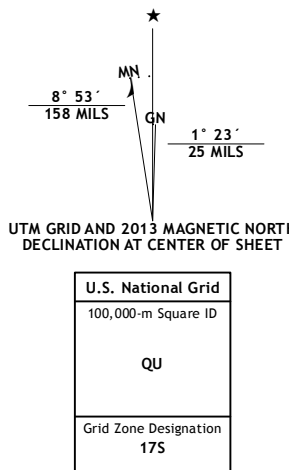 ★
MN
8° 53´
158 MILS
GN
1° 23´
25 MILS
UTM GRID AND 2013 MAGNETIC NORTH
DECLINATION AT CENTER OF SHEET
U.S. National Grid
100,000-m Square ID
QU
Grid Zone Designation
17S